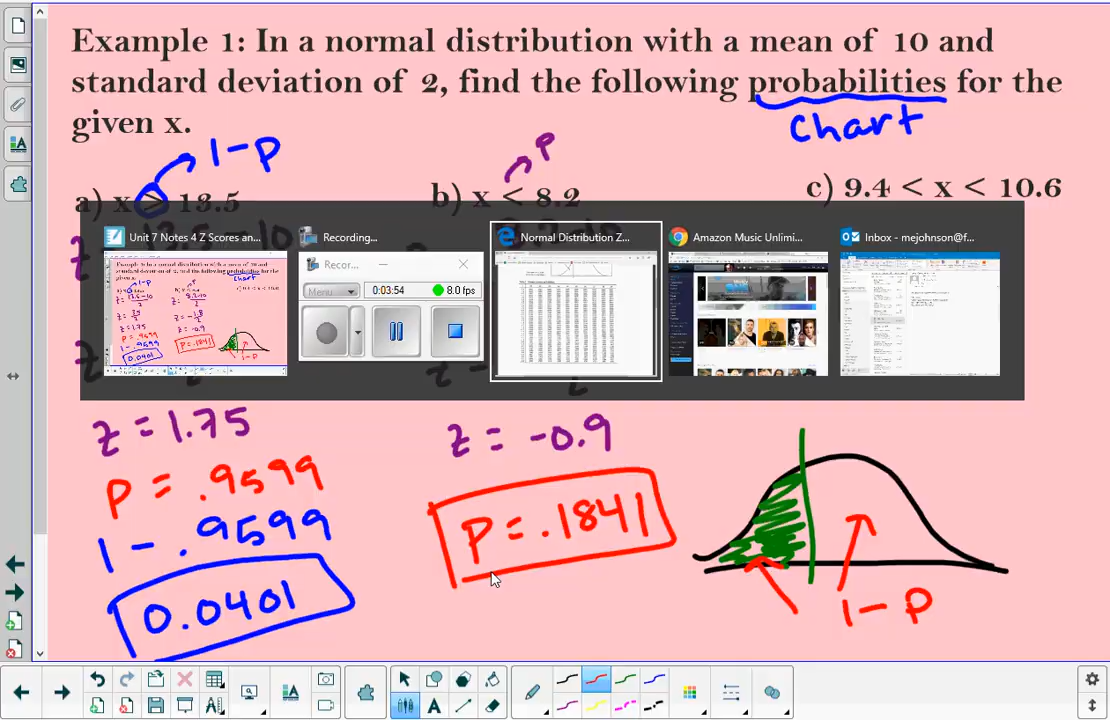 Example 1: In a normal distribution with a mean of 10 and
standard deviation of 2, find the following probabilities for the
given x.
chart
1-p
p
a) x > 13.5
b) x < 8.2
c) 9.4 < x < 10.6
Unit 7 Notes 4 Z Scores an...
Recording...
Normal Distribution Z...
Amazon Music Unlimi...
Inbox - mejohnson@f...
Recor...
Menu
0:03:54
8.0 fps
z = 1.75
p = .9599
1 - .9599
0.0401
z = -0.9
p = .1841
1 - p